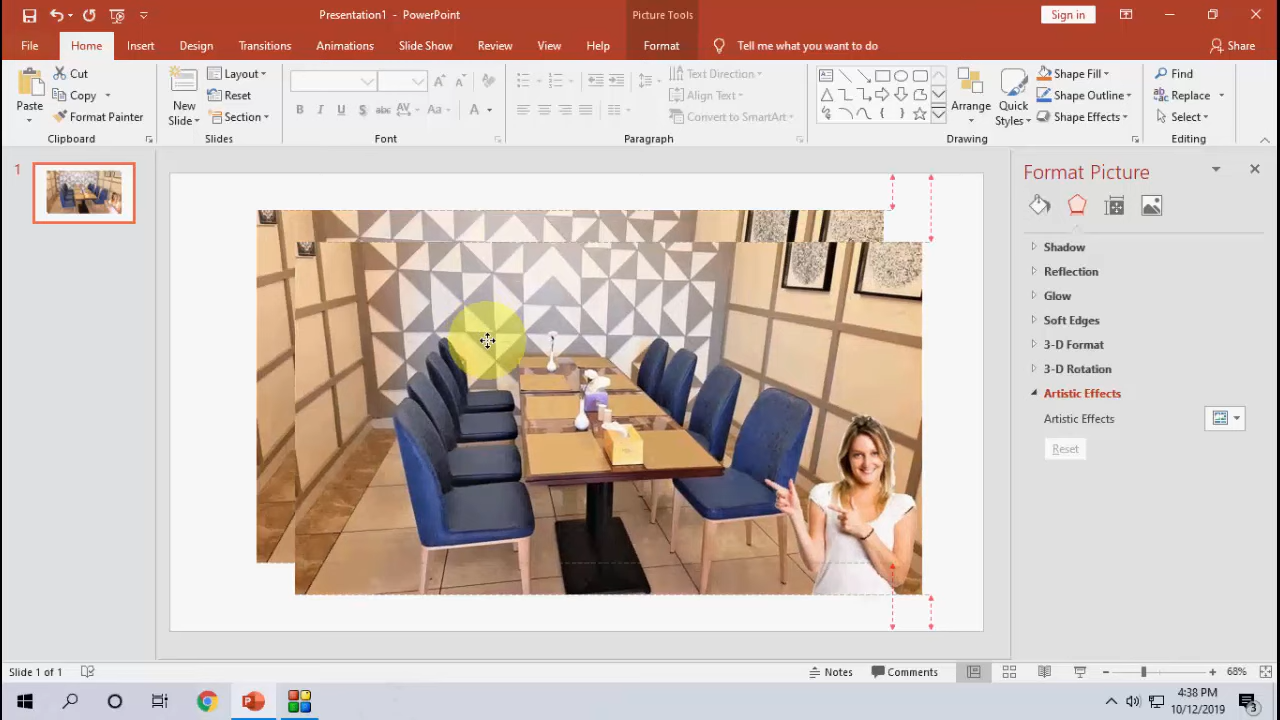 Presentation1 - PowerPoint
Picture Tools
Sign in
File
Home
Insert
Design
Transitions
Animations
Slide Show
Review
View
Help
Format
Tell me what you want to do
Share
Paste
Cut
Copy
Format Painter
Clipboard
New Slide
Layout
Reset
Section
Slides
B I U S abc AV Aa A
Font
Text Direction
Align Text
Convert to SmartArt
Paragraph
Arrange
Quick Styles
Shape Fill
Shape Outline
Shape Effects
Drawing
Find
Replace
Select
Editing
1
Format Picture
Shadow
Reflection
Glow
Soft Edges
3-D Format
3-D Rotation
Artistic Effects
Artistic Effects
Reset
Slide 1 of 1
Notes
Comments
68%
4:38 PM
10/12/2019
3